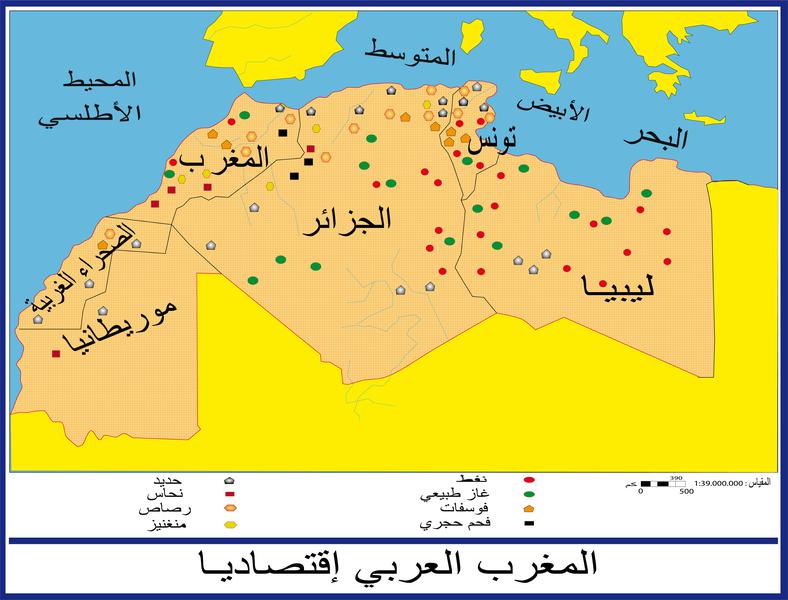 المتوسط
المحيط
الأطلسي
الأبيض
البحر
تونس
المغرب
الجزائر
ليبيا
الصحراء الغربية
موريطانيا
نفط
غاز طبيعي
فوسفات
فحم حجري
حديد
نحاس
رصاص
منغنيز
المقياس : 1:39.000.000
390
كم
0 500
المغرب العربي إقتصاديا